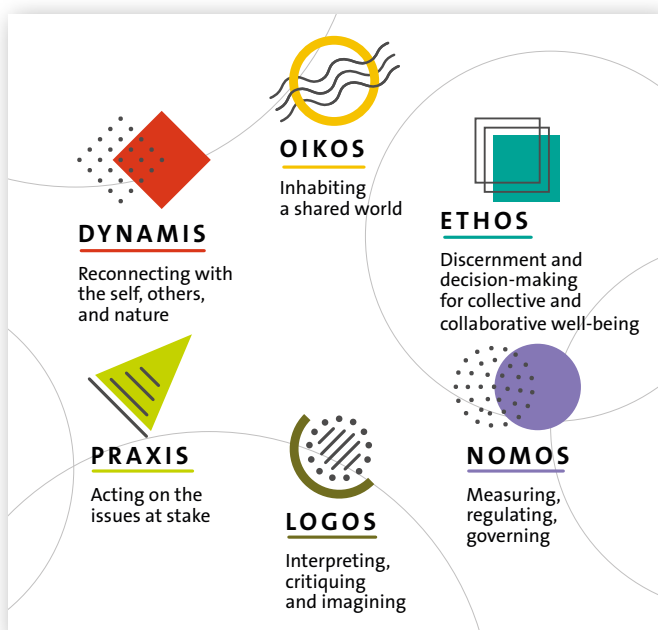 OIKOS
Inhabiting
a shared world
ETHOS
Discernment and
decision-making
for collective and
collaborative well-being
NOMOS
Measuring,
regulating,
governing
LOGOS
Interpreting,
critiquing
and imagining
PRAXIS
Acting on the
issues at stake
DYNAMIS
Reconnecting with
the self, others,
and nature